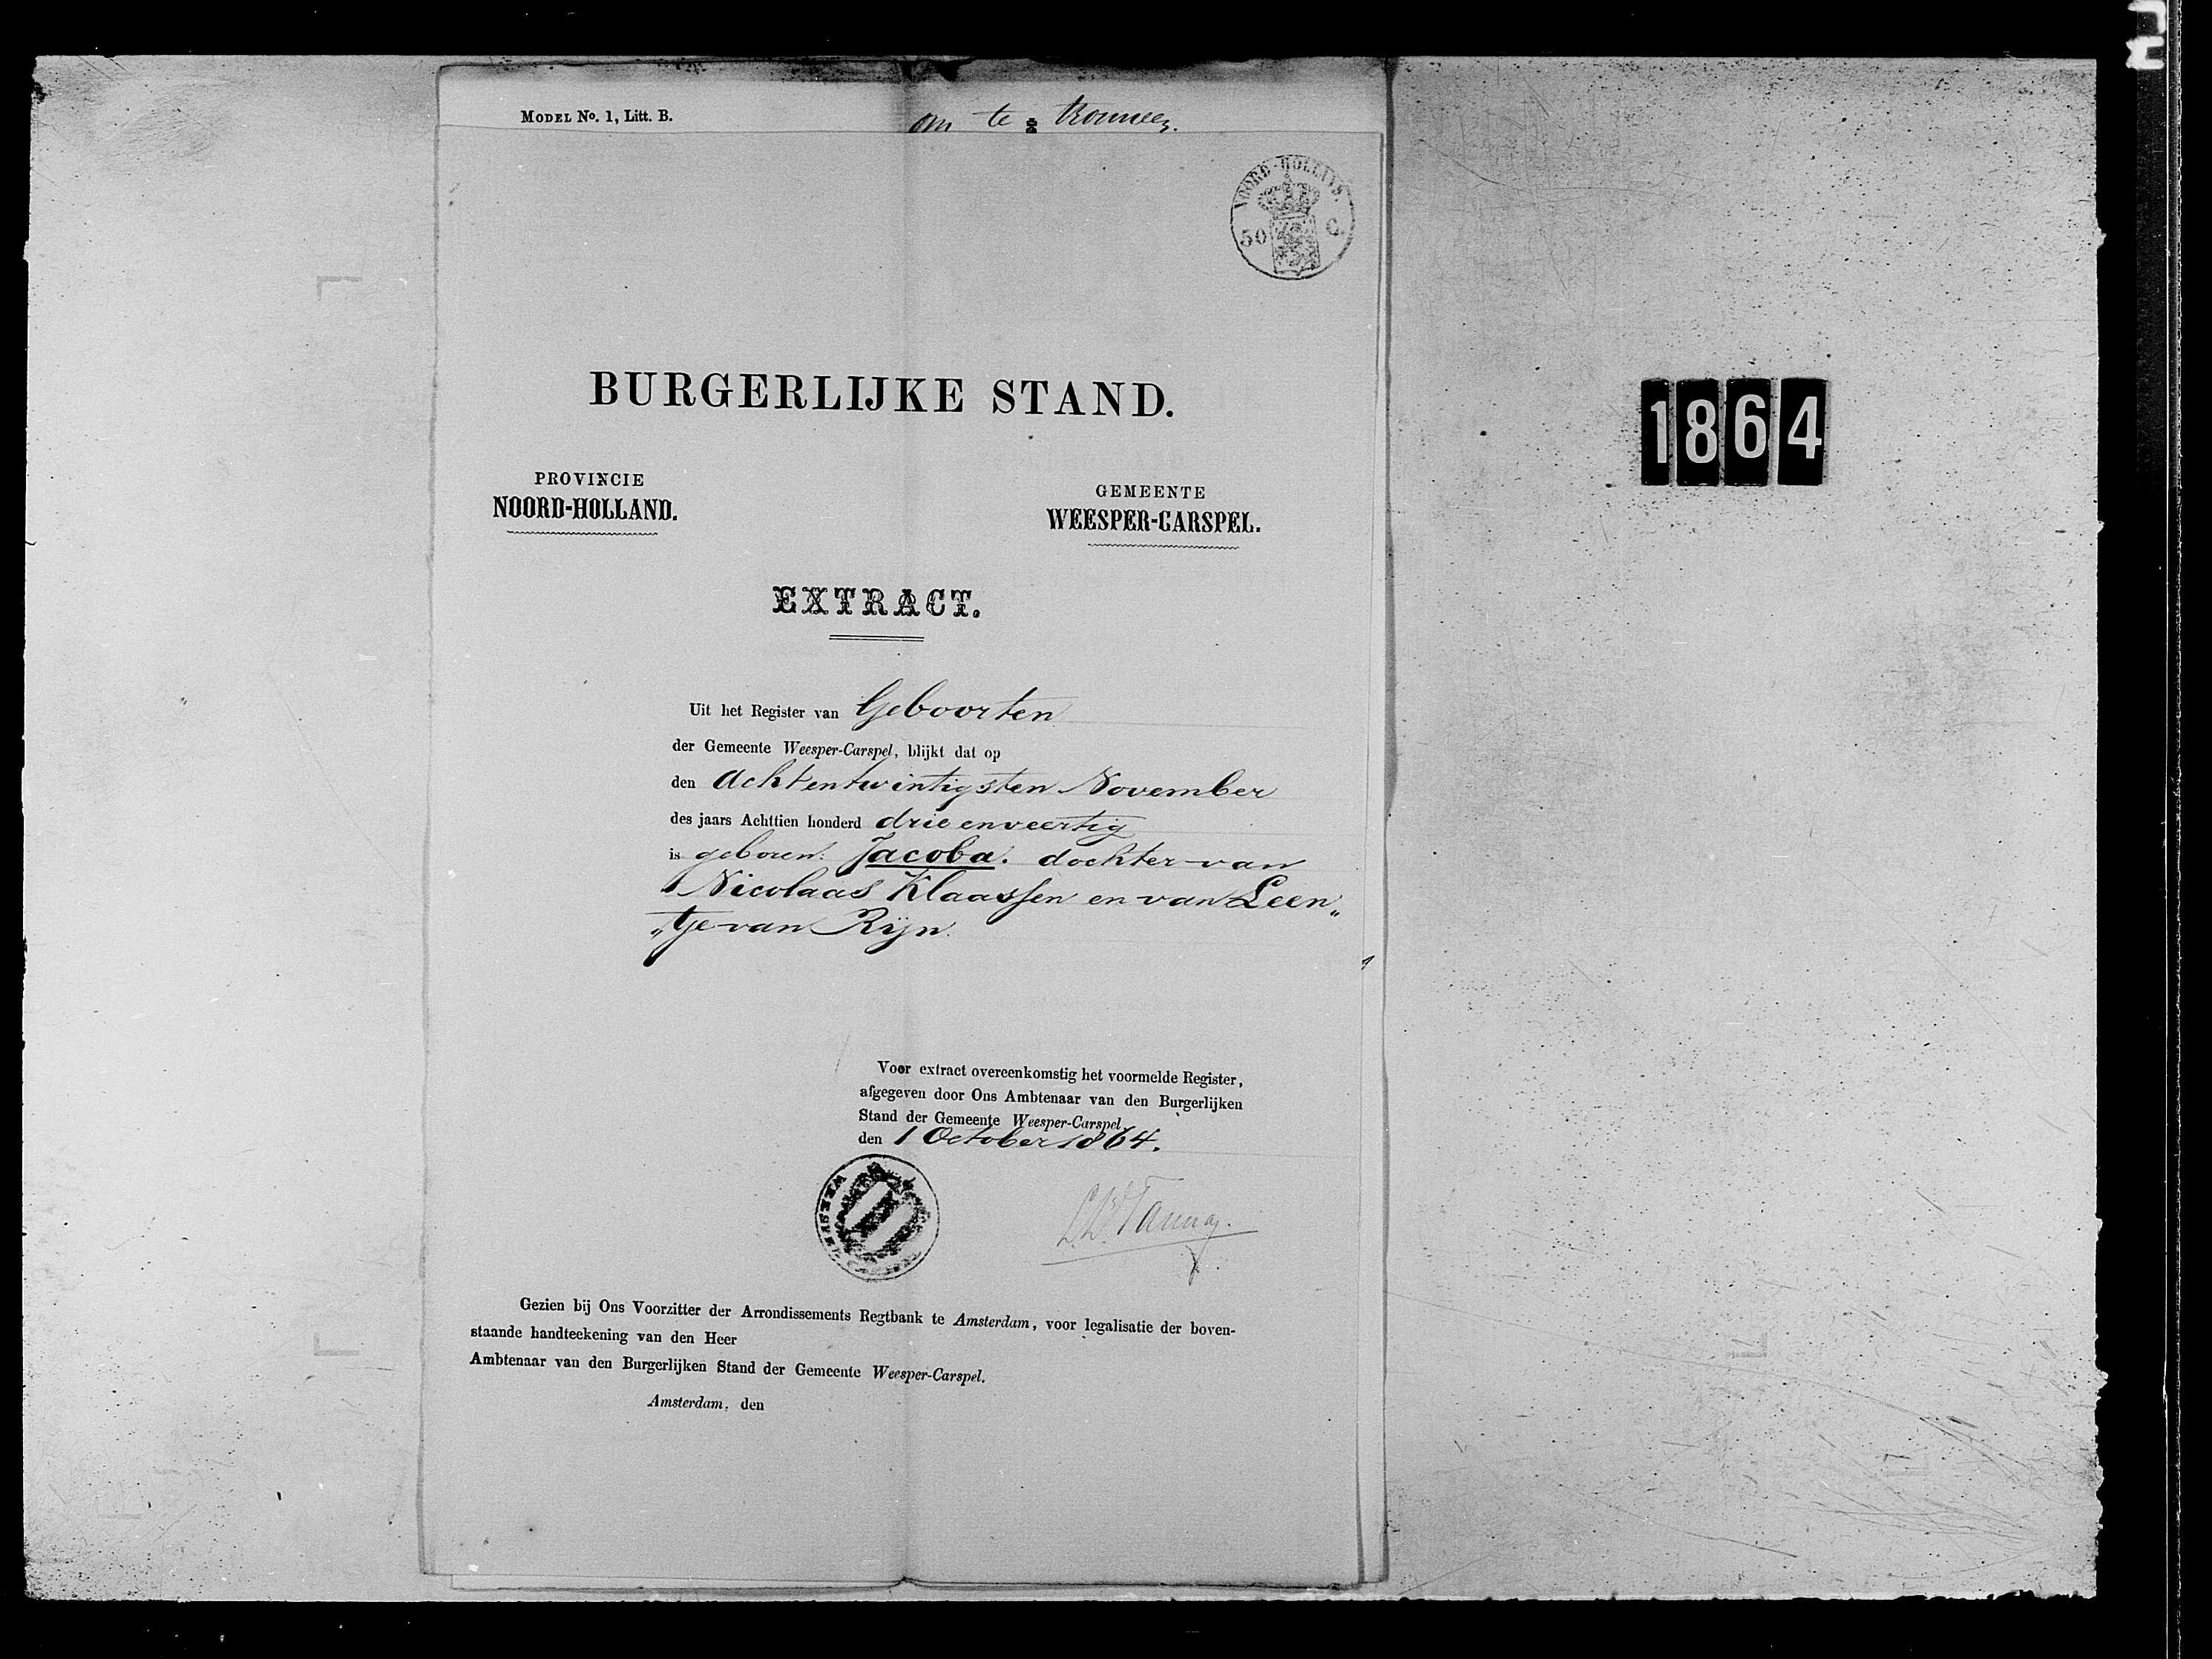 MODEL No. 1, Litt. B.
om te trouwen.
NOORD-HOLLAND.
50 C.
BURGERLIJKE STAND.
PROVINCIE
NOORD-HOLLAND.
GEMEENTE
WEESPER-CARSPEL.
1864
EXTRACT.
Uit het Register van Geboorten
der Gemeente Weesper-Carspel, blijkt dat op
den achtentwintigsten November
des jaars Achttien honderd drieenveertig
is geboren: Jacoba. dochter van
Nicolaas Klaassen en van Leen„
„tje van Rijn.
Voor extract overeenkomstig het voormelde Register,
afgegeven door Ons Ambtenaar van den Burgerlijken
Stand der Gemeente Weesper-Carspel,
den 1 October 1864.
Gezien bij Ons Voorzitter der Arrondissements Regtbank te Amsterdam, voor legalisatie der boven-
staande handteekening van den Heer
Ambtenaar van den Burgerlijken Stand der Gemeente Weesper-Carspel.
Amsterdam, den